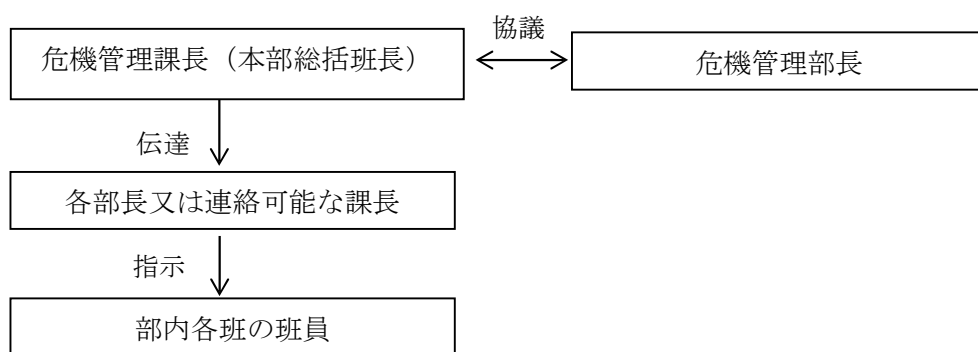 協議
危機管理課長（本部総括班長）
危機管理部長
伝達
各部長又は連絡可能な課長
指示
部内各班の班員